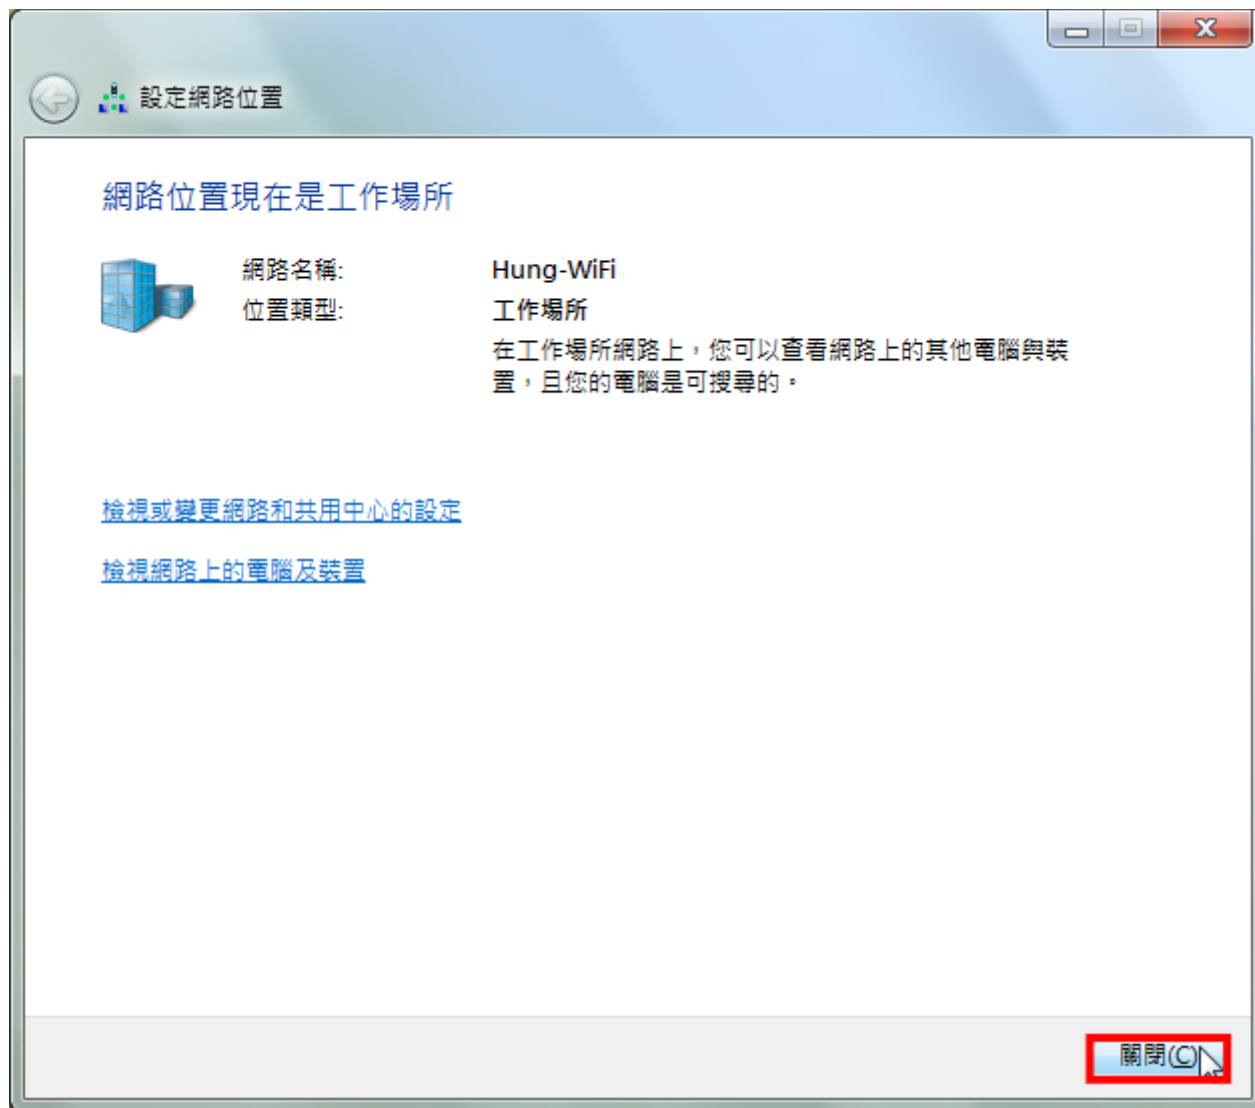 設定網路位置
網路位置現在是工作場所
網路名稱: Hung-WiFi
位置類型: 工作場所
在工作場所網路上，您可以查看網路上的其他電腦與裝
置，且您的電腦是可搜尋的。
檢視或變更網路和共用中心的設定
檢視網路上的電腦及裝置
關閉(C)